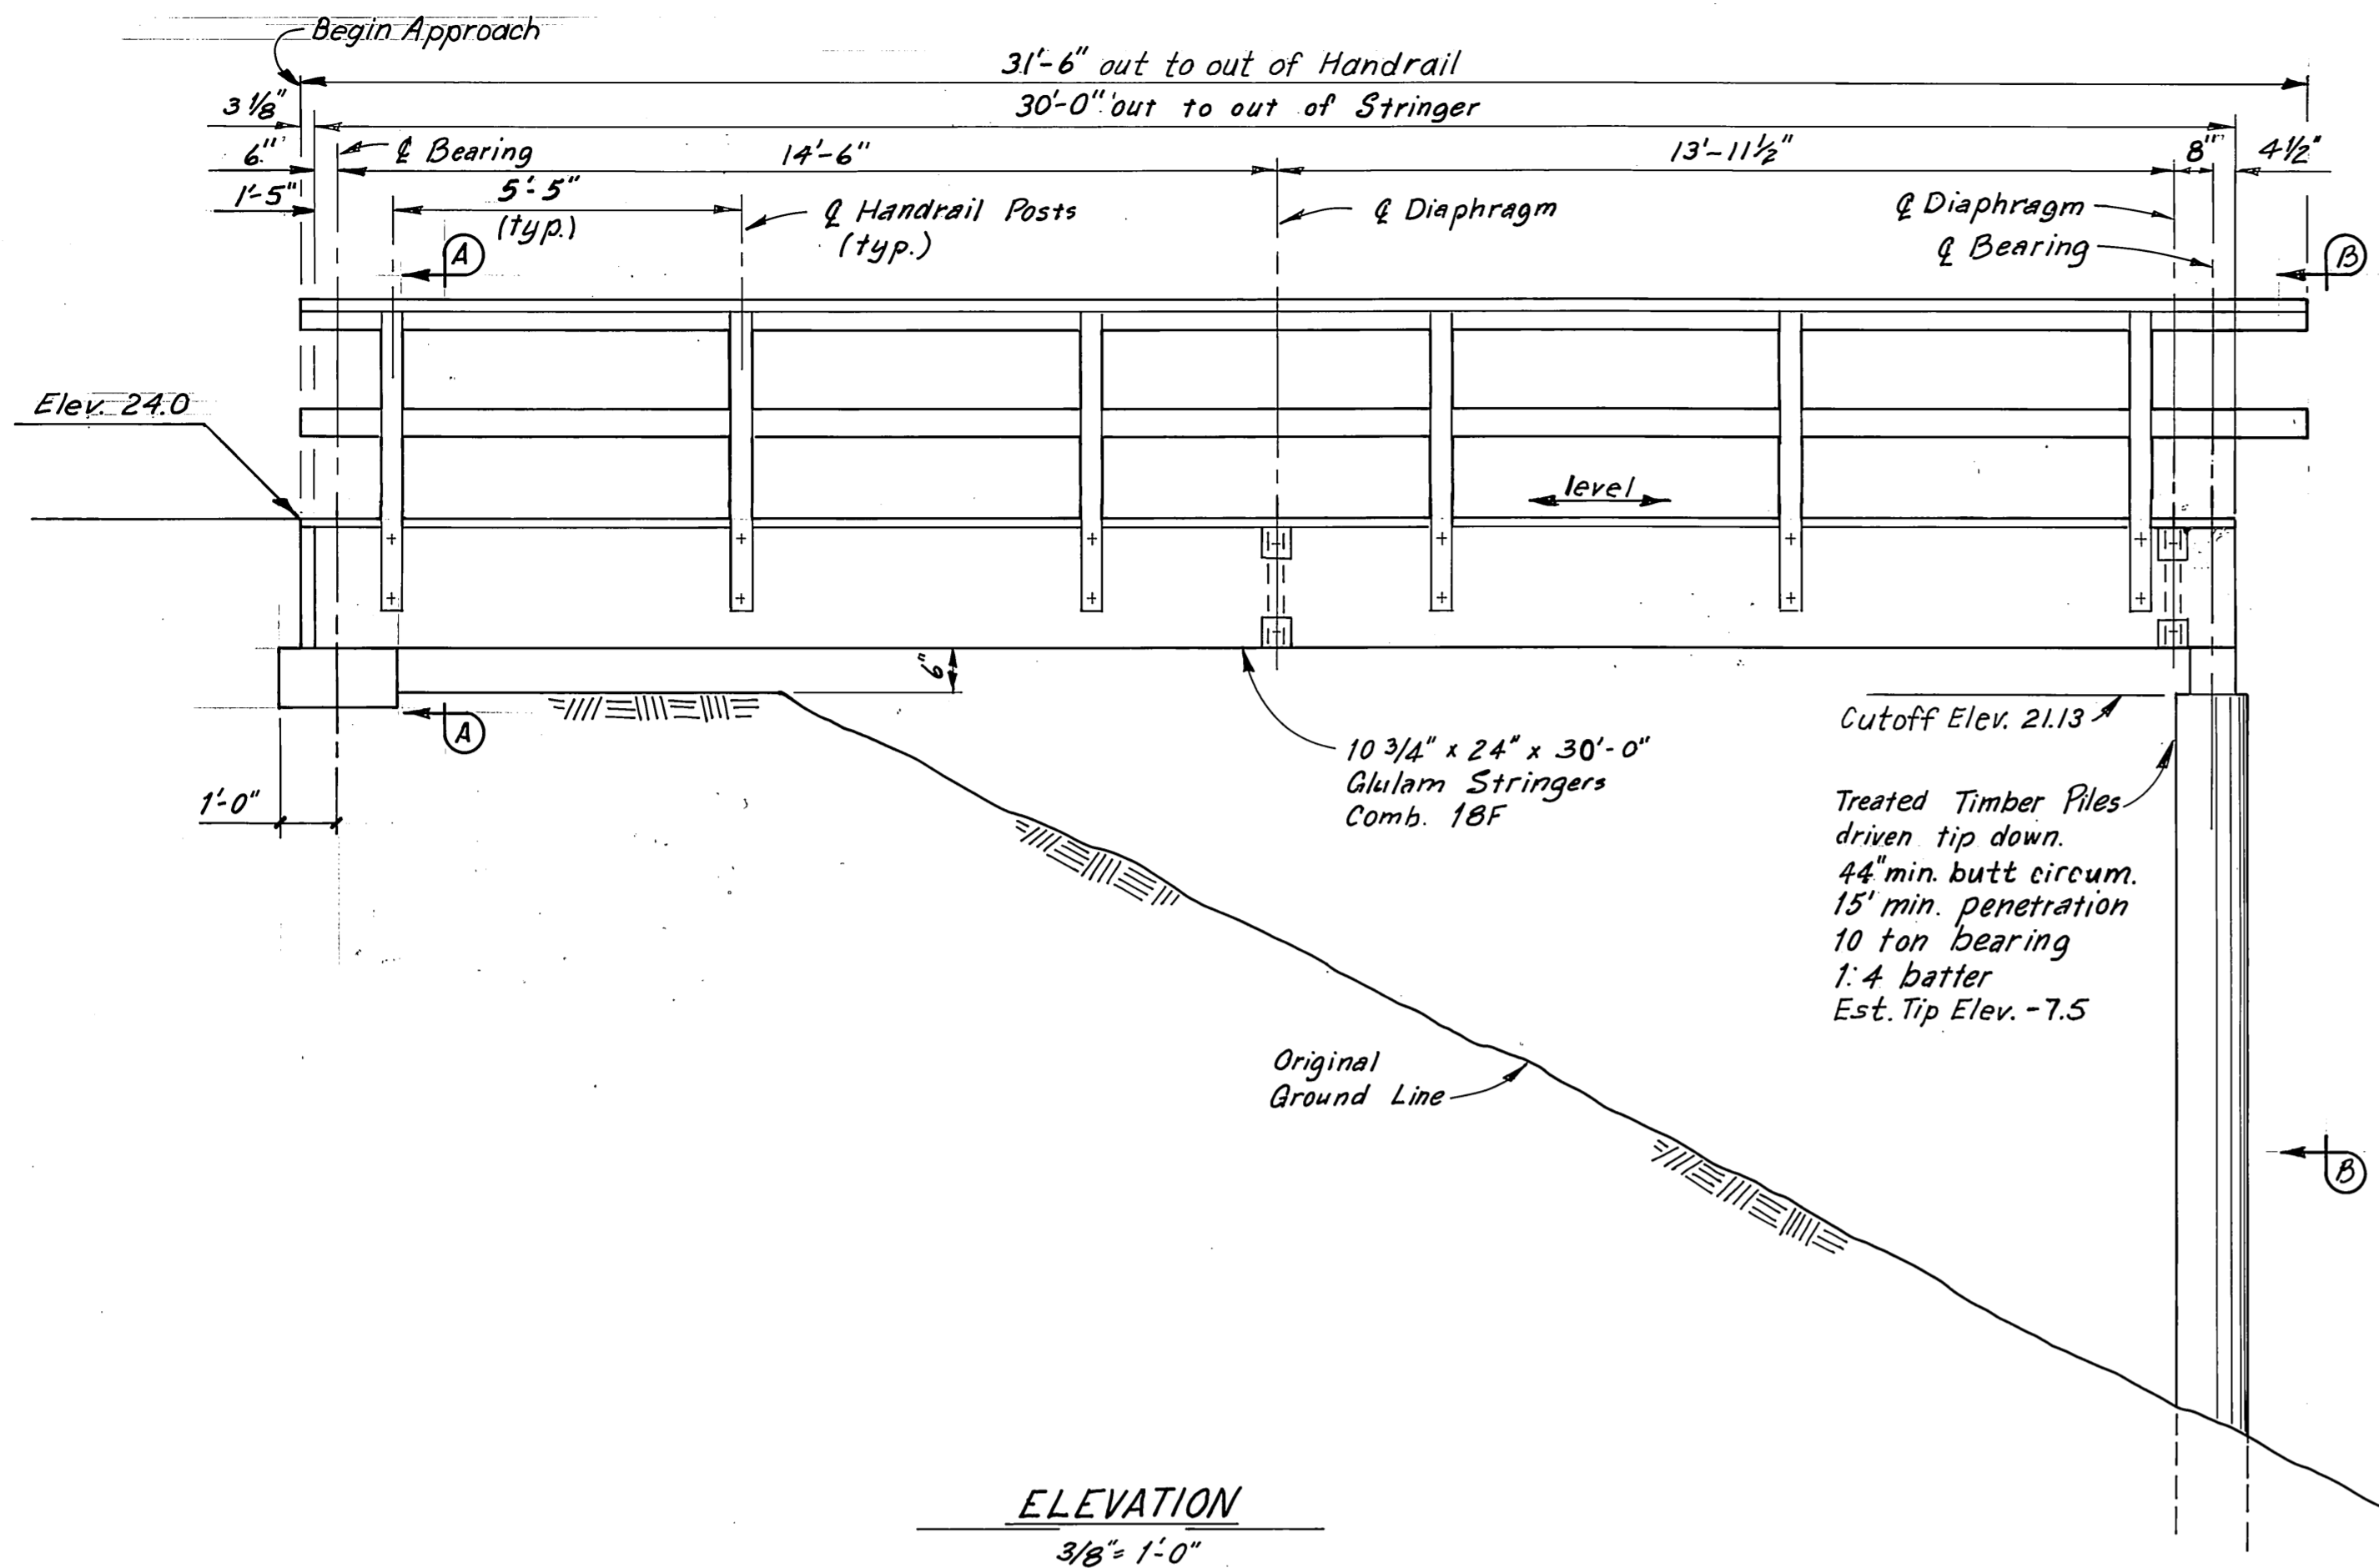 Begin Approach
31'-6" out to out of Handrail
3 1/8"
30'-0" out to out of Stringer
6"
℄ Bearing
14'-6"
13'-11 1/2"
8"
4 1/2"
1'-5"
5'-5"
(typ.)
℄ Handrail Posts
(typ.)
℄ Diaphragm
℄ Diaphragm
℄ Bearing
A
B
Elev. 24.0
level
6"
A
1'-0"
10 3/4" x 24" x 30'-0"
Glulam Stringers
Comb. 18F
Cutoff Elev. 21.13
Treated Timber Piles
driven tip down.
44" min. butt circum.
15' min. penetration
10 ton bearing
1:4 batter
Est. Tip Elev. -7.5
Original
Ground Line
B
ELEVATION
3/8" = 1'-0"